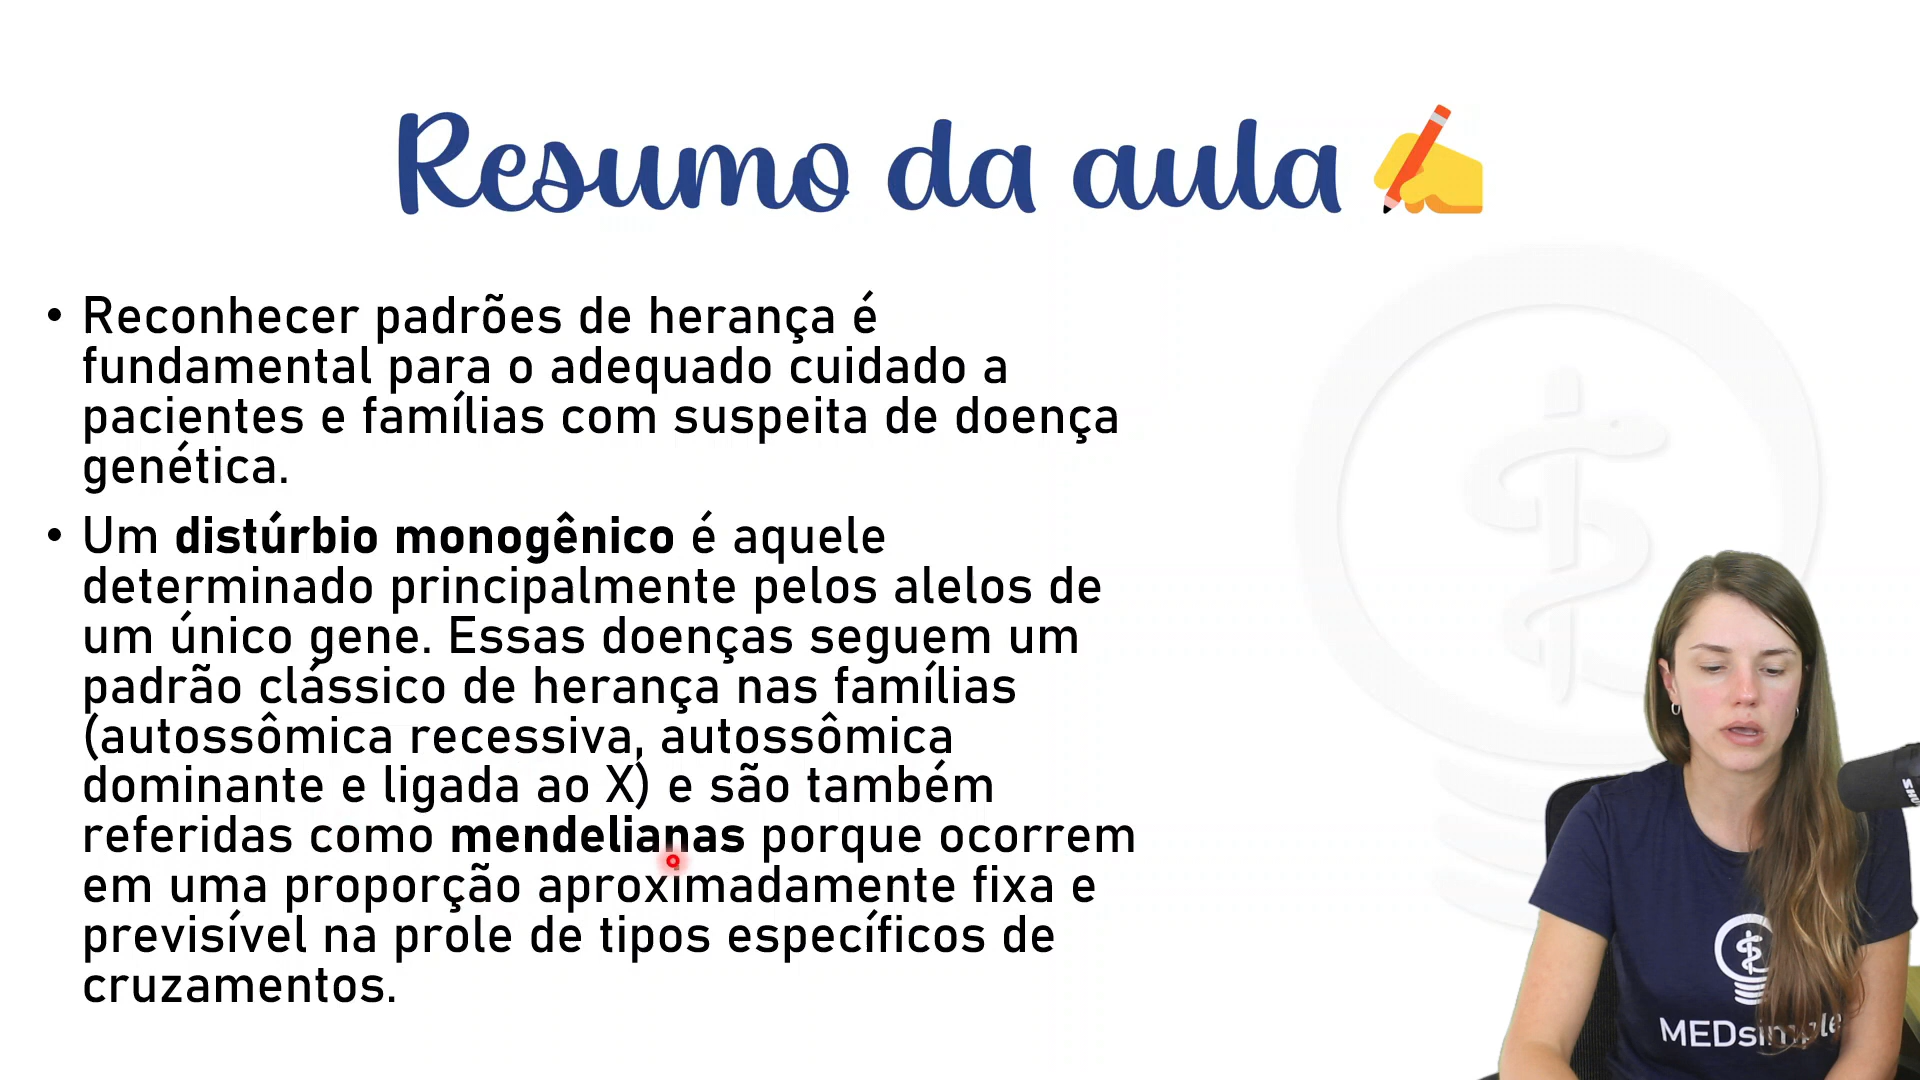 Resumo da aula
• Reconhecer padrões de herança é
fundamental para o adequado cuidado a
pacientes e famílias com suspeita de doença
genética.
• Um distúrbio monogênico é aquele
determinado principalmente pelos alelos de
um único gene. Essas doenças seguem um
padrão clássico de herança nas famílias
(autossômica recessiva, autossômica
dominante e ligada ao X) e são também
referidas como mendelianas porque ocorrem
em uma proporção aproximadamente fixa e
previsível na prole de tipos específicos de
cruzamentos.
MEDsimple